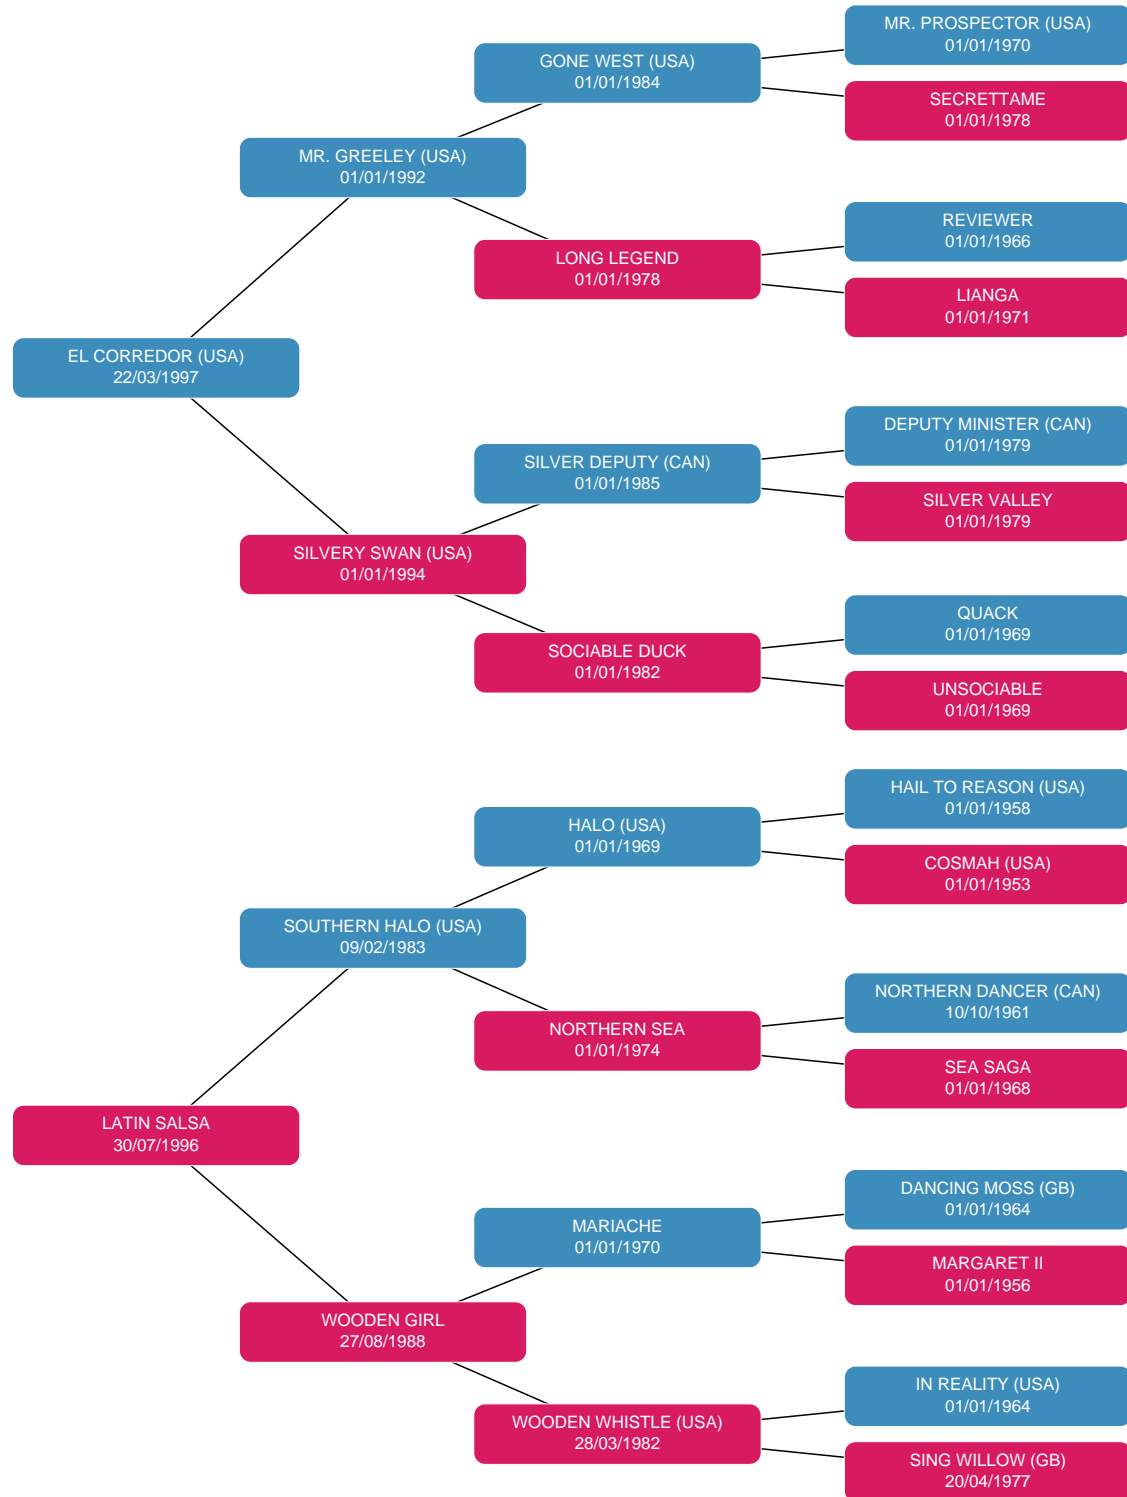 MR. PROSPECTOR (USA)
01/01/1970
GONE WEST (USA)
01/01/1984
SECRETTAME
01/01/1978
MR. GREELEY (USA)
01/01/1992
REVIEWER
01/01/1966
LONG LEGEND
01/01/1978
LIANGA
01/01/1971
EL CORREDOR (USA)
22/03/1997
DEPUTY MINISTER (CAN)
01/01/1979
SILVER DEPUTY (CAN)
01/01/1985
SILVER VALLEY
01/01/1979
SILVERY SWAN (USA)
01/01/1994
QUACK
01/01/1969
SOCIABLE DUCK
01/01/1982
UNSOCIABLE
01/01/1969
HAIL TO REASON (USA)
01/01/1958
HALO (USA)
01/01/1969
COSMAH (USA)
01/01/1953
SOUTHERN HALO (USA)
09/02/1983
NORTHERN DANCER (CAN)
10/10/1961
NORTHERN SEA
01/01/1974
SEA SAGA
01/01/1968
LATIN SALSA
30/07/1996
DANCING MOSS (GB)
01/01/1964
MARIACHE
01/01/1970
MARGARET II
01/01/1956
WOODEN GIRL
27/08/1988
IN REALITY (USA)
01/01/1964
WOODEN WHISTLE (USA)
28/03/1982
SING WILLOW (GB)
20/04/1977